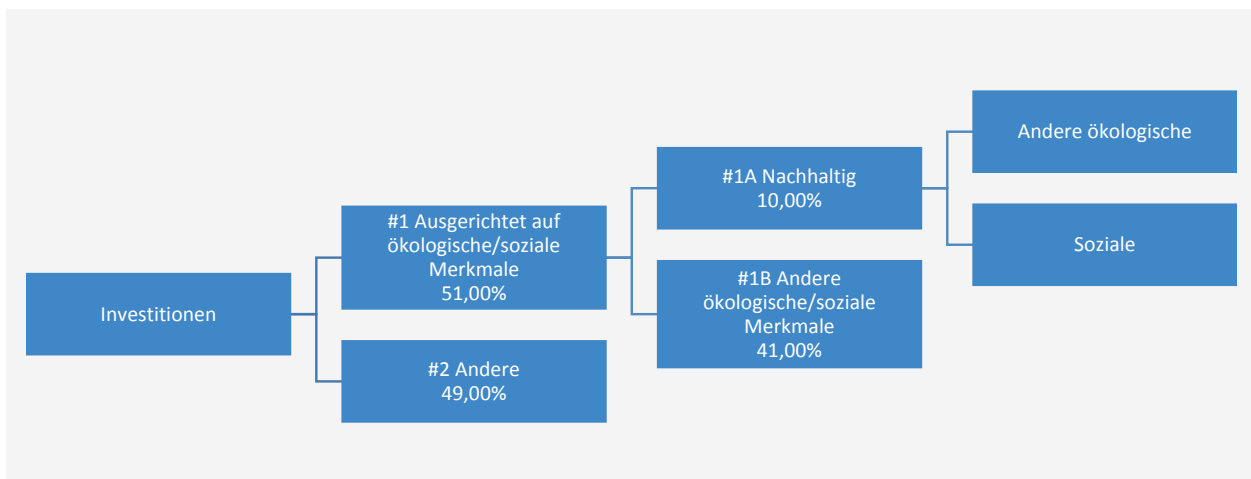 Investitionen
#1 Ausgerichtet auf
ökologische/soziale
Merkmale
51,00%
#2 Andere
49,00%
#1A Nachhaltig
10,00%
#1B Andere
ökologische/soziale
Merkmale
41,00%
Andere ökologische
Soziale